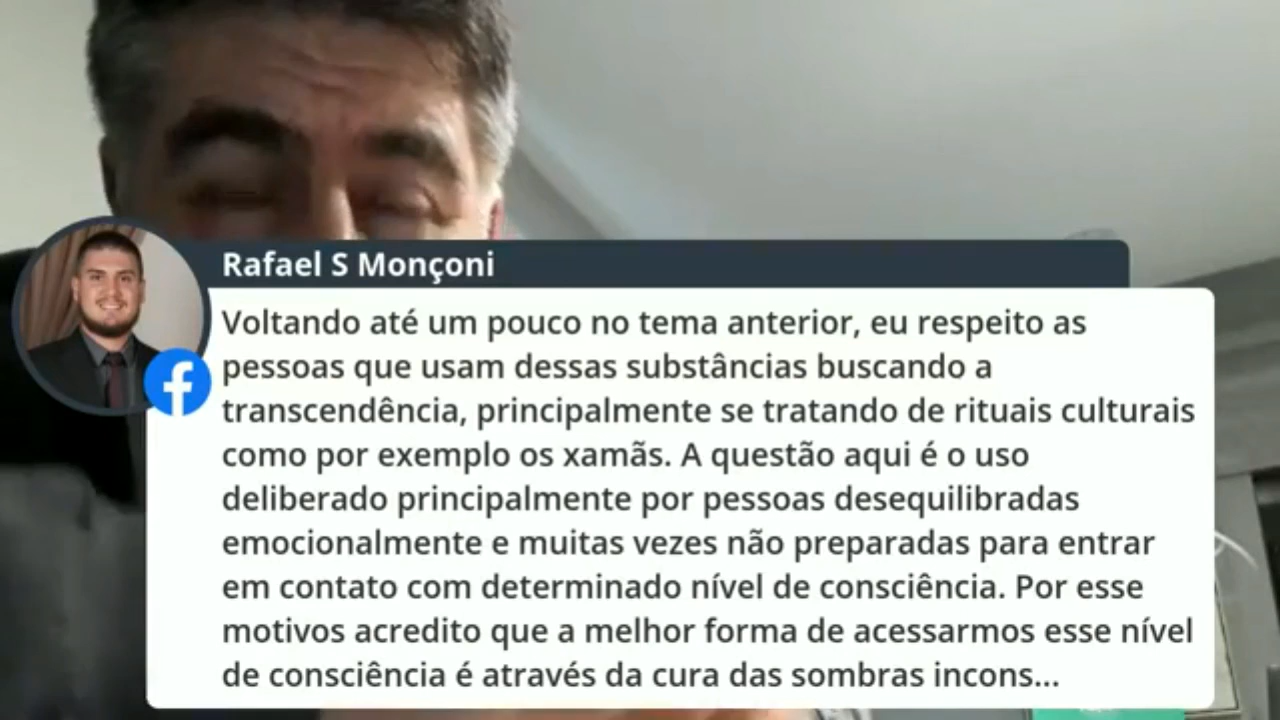 Rafael S Monçoni
Voltando até um pouco no tema anterior, eu respeito as
pessoas que usam dessas substâncias buscando a
transcendência, principalmente se tratando de rituais culturais
como por exemplo os xamãs. A questão aqui é o uso
deliberado principalmente por pessoas desequilibradas
emocionalmente e muitas vezes não preparadas para entrar
em contato com determinado nível de consciência. Por esse
motivos acredito que a melhor forma de acessarmos esse nível
de consciência é através da cura das sombras incons...